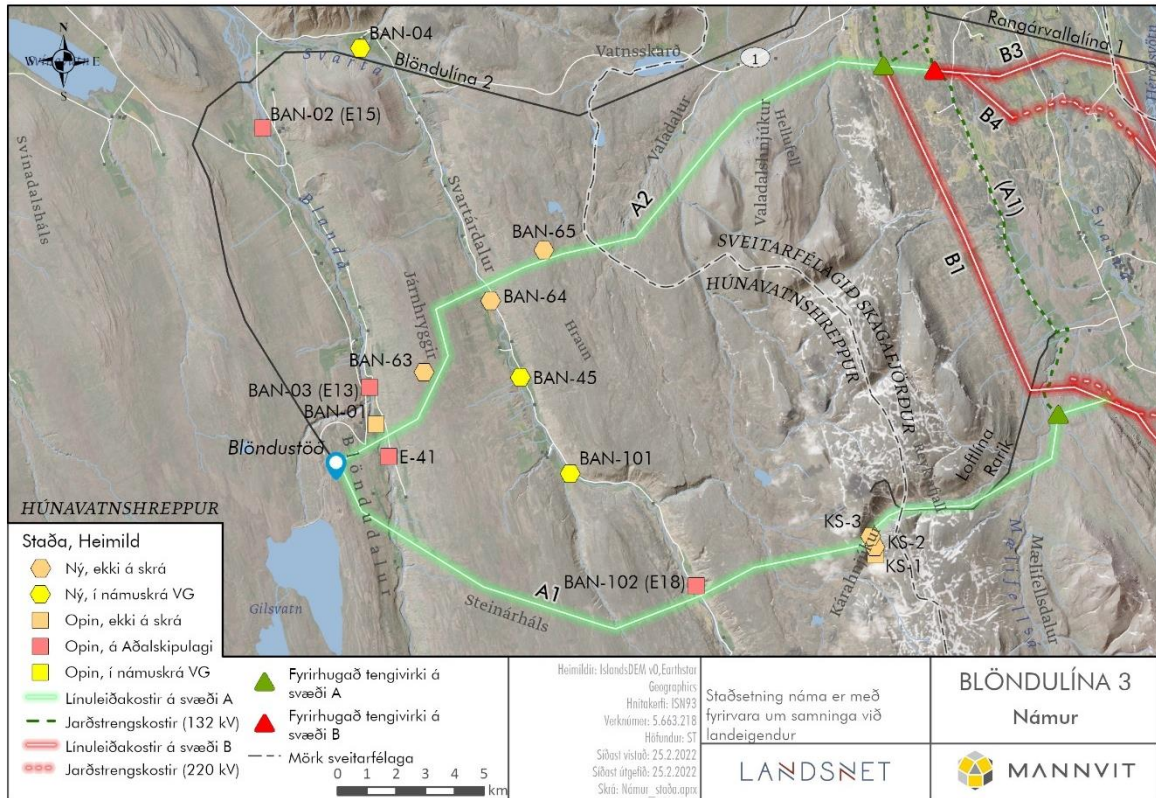 N
W
E
S
BAN-04
Svarta
Blöndulína 2
Vatnsskarð
1
Rangárvallalína 1
B3
B4
Héraðsvötn
BAN-02 (E15)
Svínadalsháls
Blanda
Svartárdalur
Valadalur
Hellufell
Valadalshnjúkur
A2
(A1)
Svartá
B1
BAN-65
SVEITARFÉLAGIÐ SKAGAFJÖRÐUR
HÚNAVATNSHREPPUR
BAN-64
Járnhryggir
Hraun
BAN-63
BAN-45
BAN-03 (E13)
BAN-01
Blöndustöð
E-41
BAN-101
Blöndudalur
Loftlína
Rarik
HÚNAVATNSHREPPUR
KS-3
KS-2
KS-1
Kárahnjúkur
Mælifellsdalur
Mælifellsá
BAN-102 (E18)
A1
Steinárháls
Gilsvatn
Staða, Heimild
Ný, ekki á skrá
Ný, í námuskrá VG
Opin, ekki á skrá
Opin, á Aðalskipulagi
Opin, í námuskrá VG
Línuleiðakostir á svæði A
Jarðstrengskostir (132 kV)
Línuleiðakostir á svæði B
Jarðstrengskostir (220 kV)
Fyrirhugað tengivirki á
svæði A
Fyrirhugað tengivirki á
svæði B
Mörk sveitarfélaga
0 1 2 3 4 5
km
Heimildir: IslandsDEM v0,Earthstar
Geographics
Hnitakerfi: ISN93
Verknúmer: 5.663.218
Höfundur: ST
Síðast vistað: 25.2.2022
Síðast útgefið: 25.2.2022
Skrá: Námur_staða.aprx
Staðsetning náma er með
fyrirvara um samninga við
landeigendur
LANDSNET
BLÖNDULÍNA 3
Námur
MANNVIT